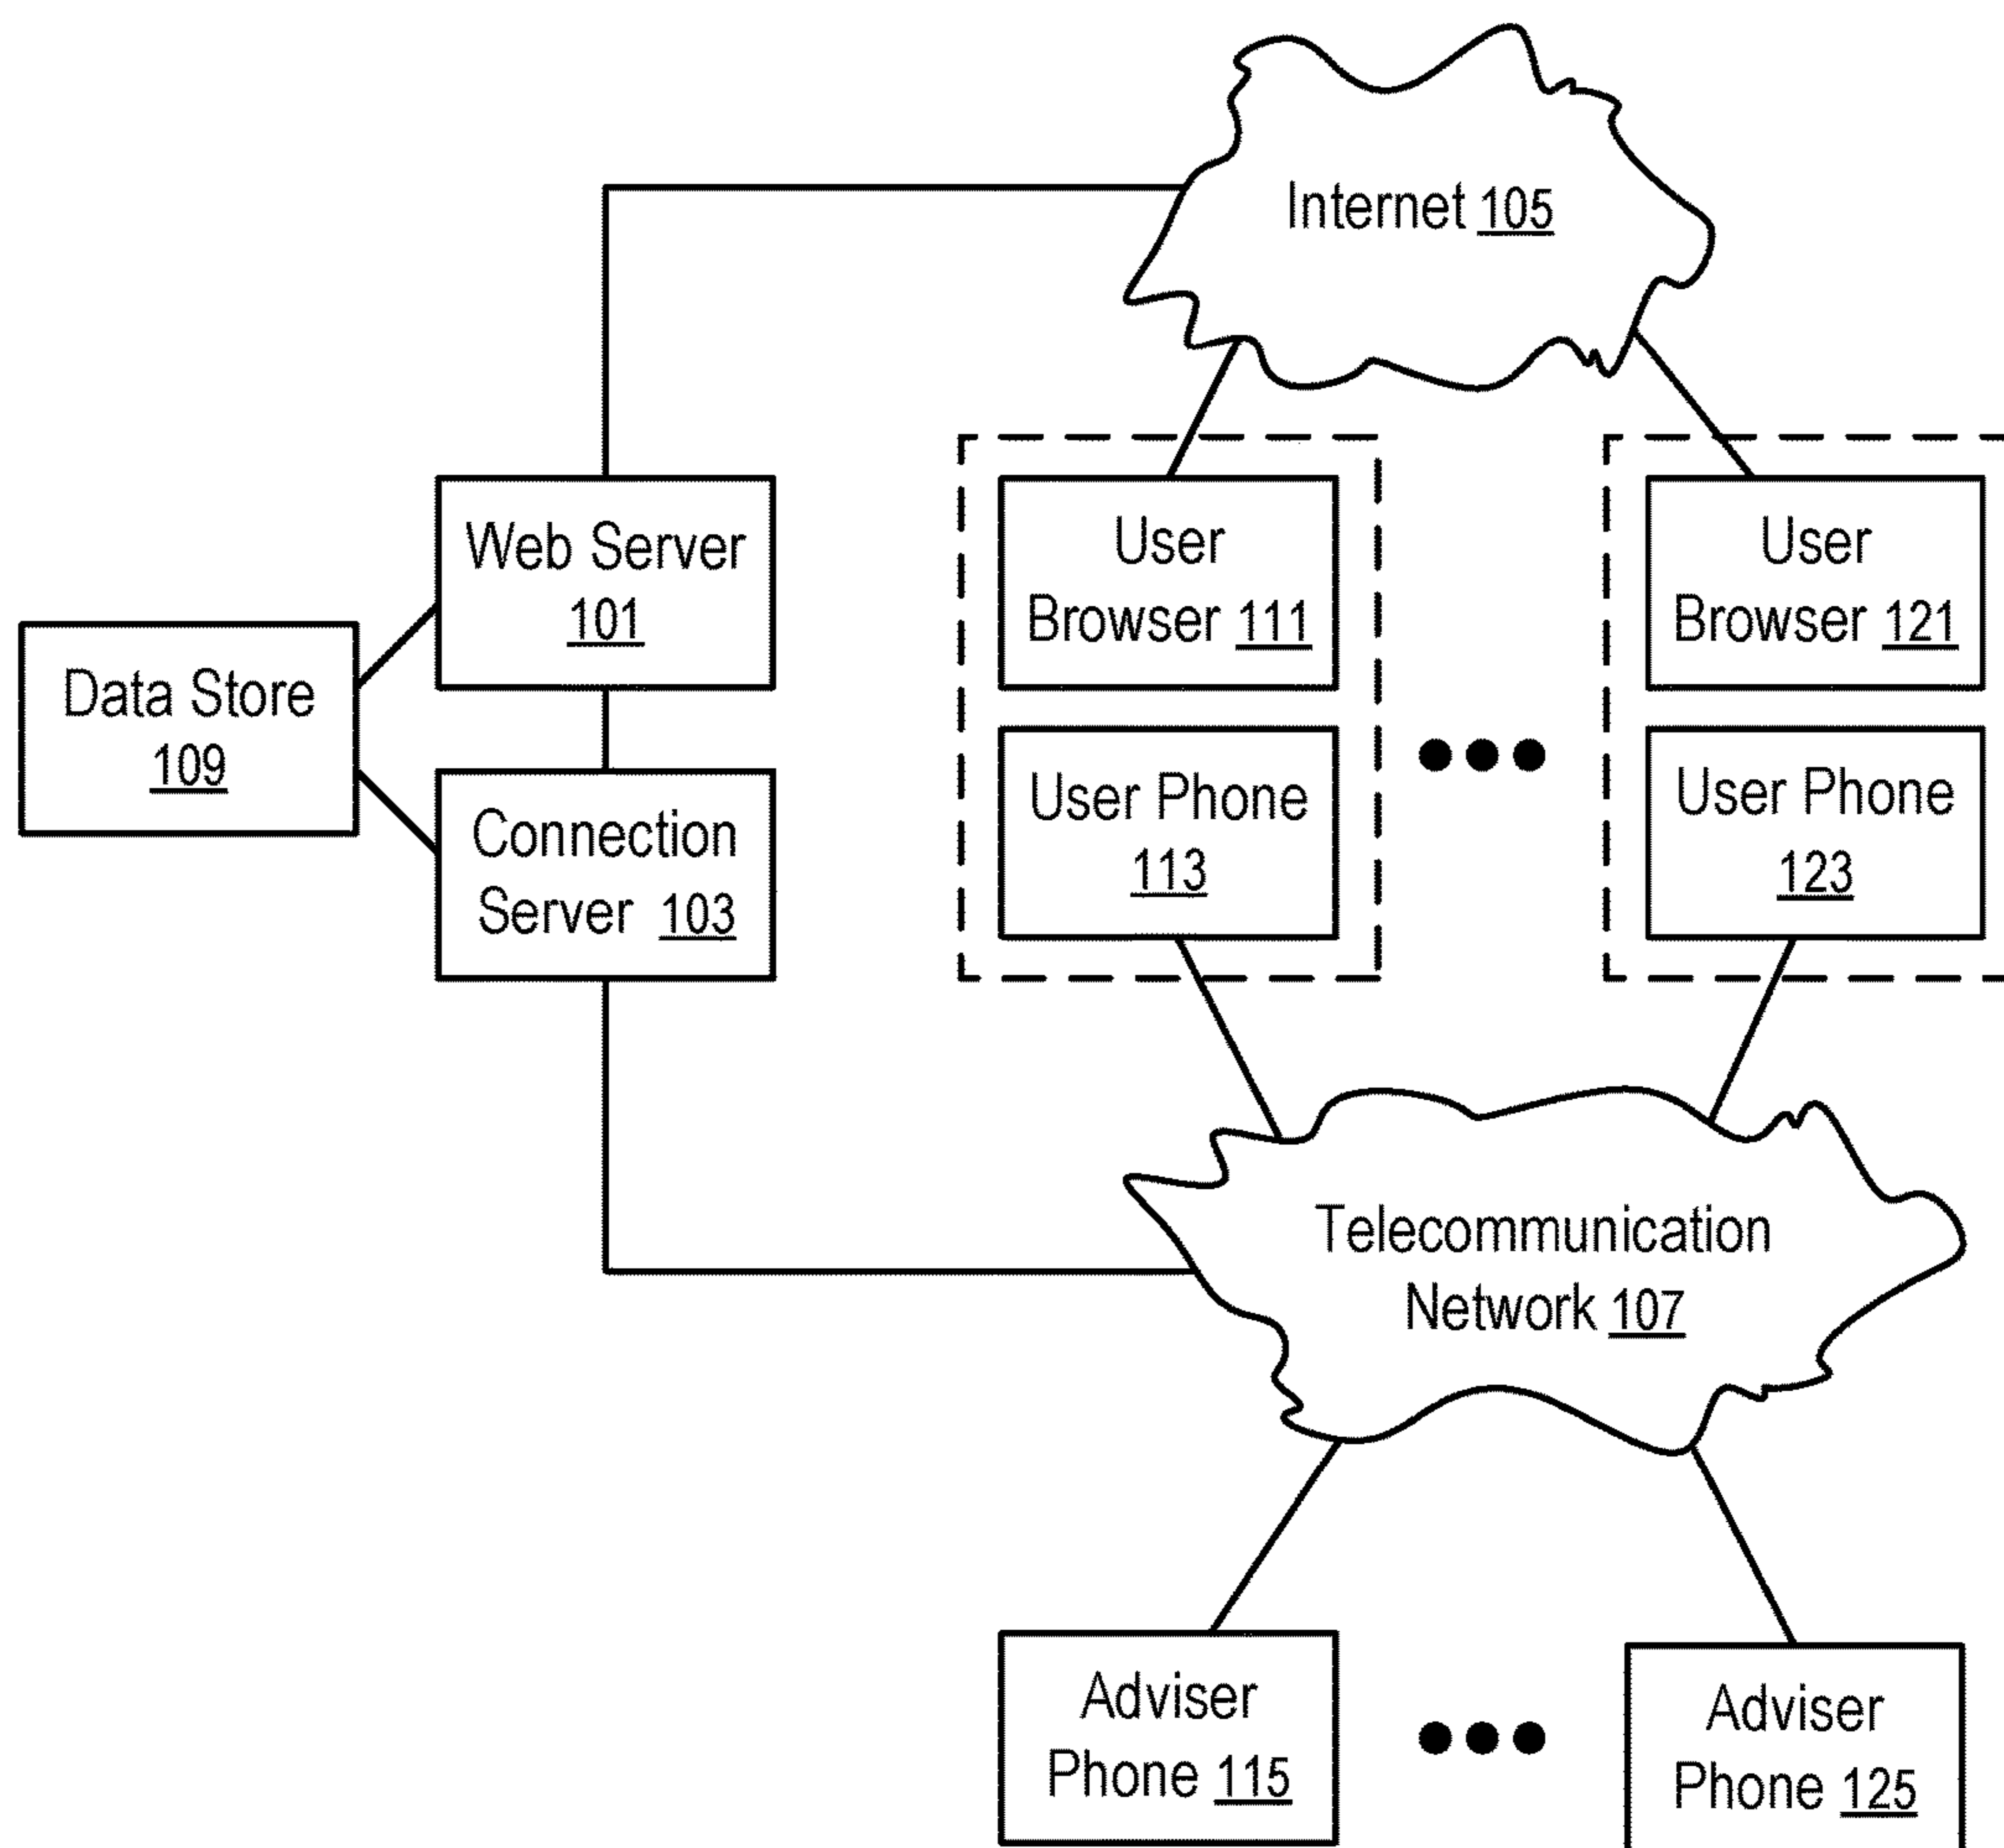 Internet 105
Web Server
101
User
Browser 111
User
Browser 121
Data Store
109
Connection
Server 103
User Phone
113
User Phone
123
Telecommunication
Network 107
Adviser
Phone 115
Adviser
Phone 125